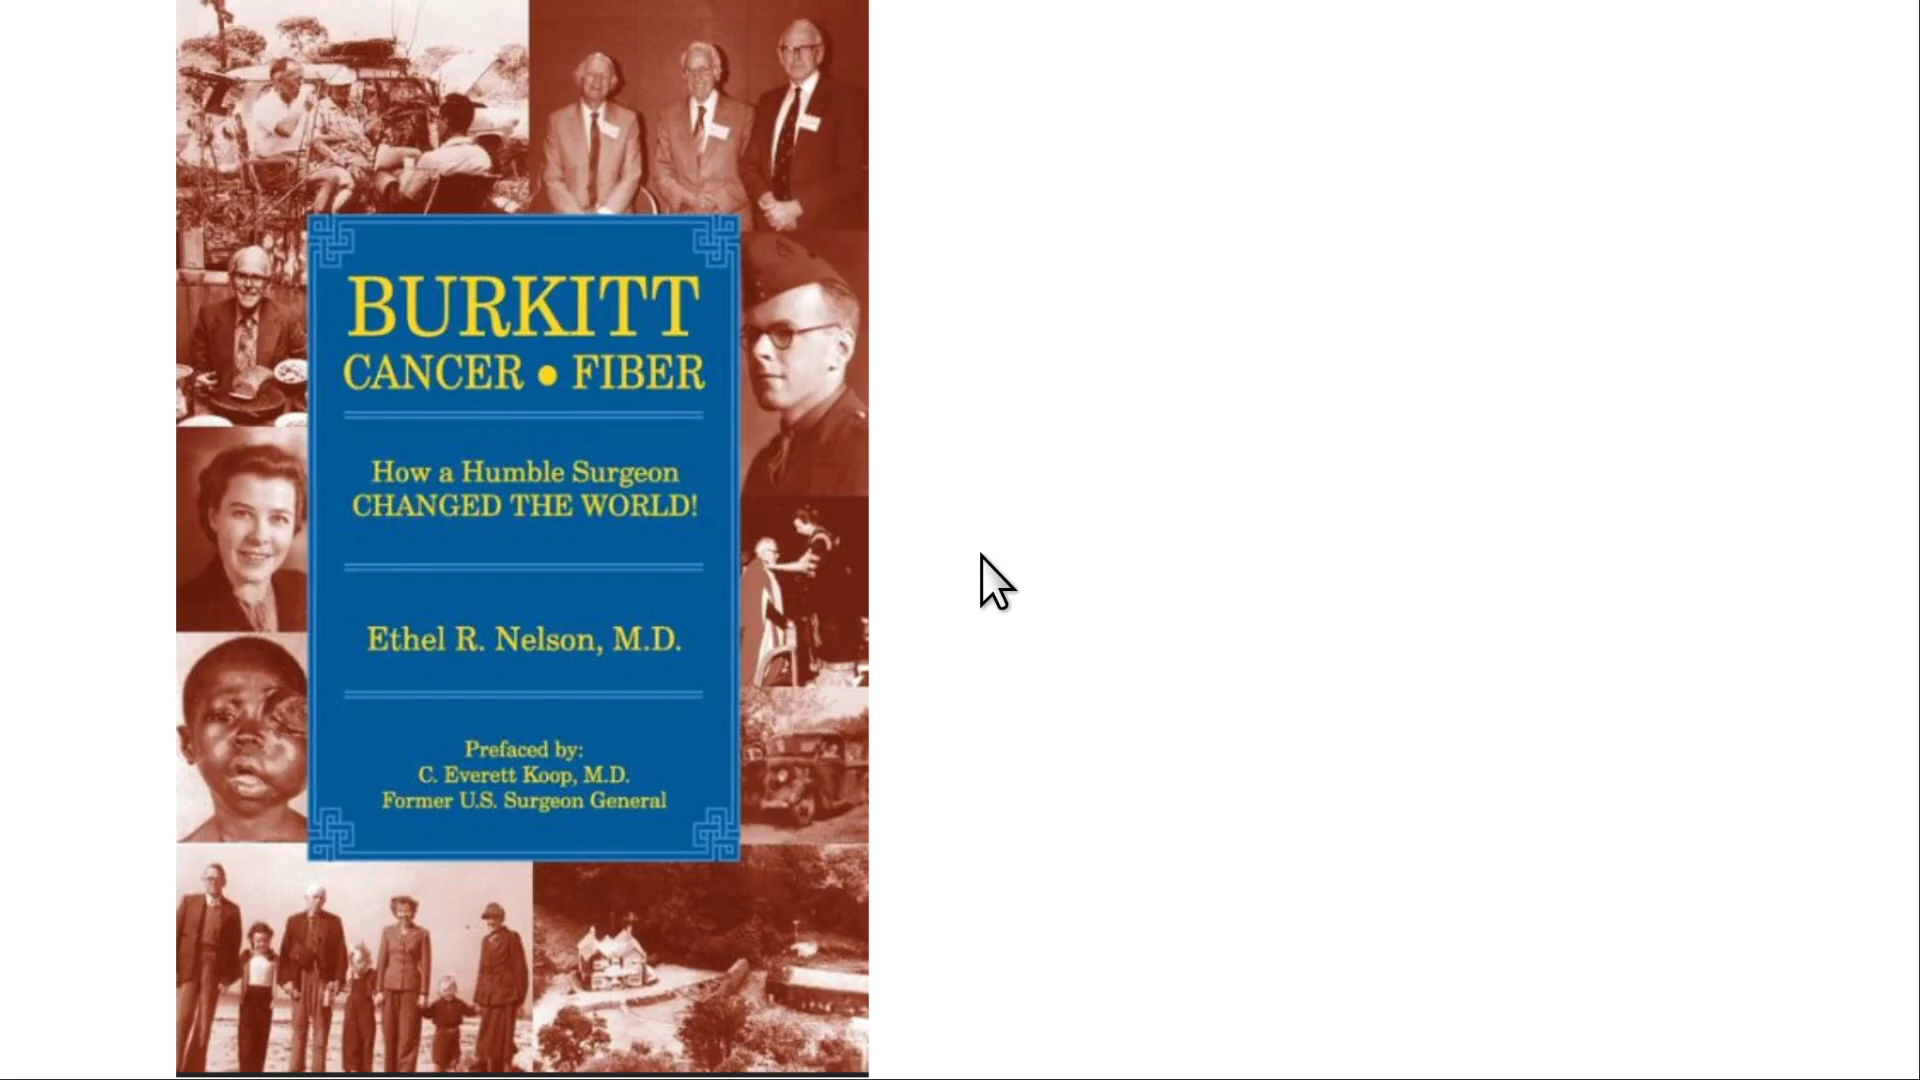 BURKITT
CANCER • FIBER
How a Humble Surgeon
CHANGED THE WORLD!
Ethel R. Nelson, M.D.
Prefaced by:
C. Everett Koop, M.D.
Former U.S. Surgeon General